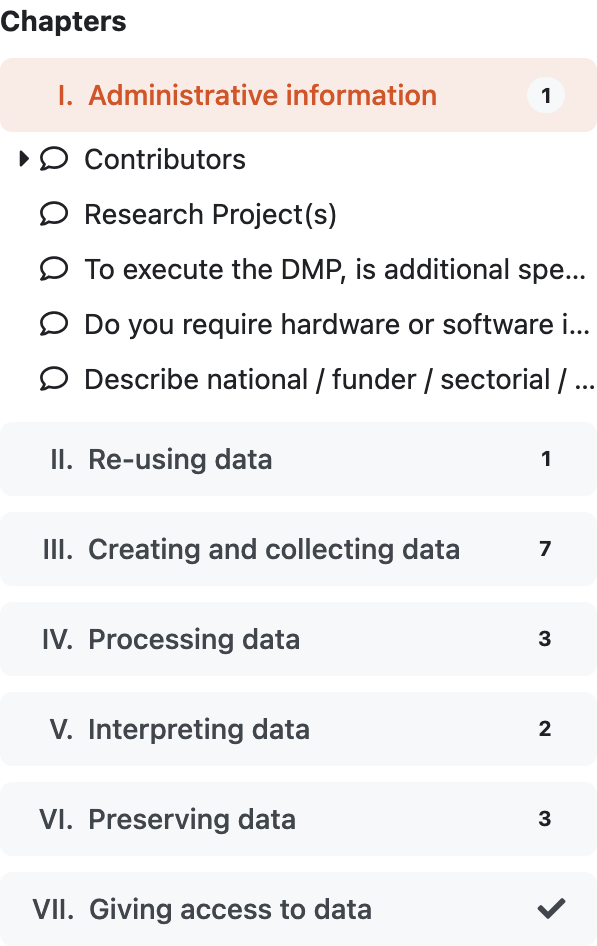 Chapters
I. Administrative information 1
Contributors
Research Project(s)
To execute the DMP, is additional spe...
Do you require hardware or software i...
Describe national / funder / sectorial / ...
II. Re-using data 1
III. Creating and collecting data 7
IV. Processing data 3
V. Interpreting data 2
VI. Preserving data 3
VII. Giving access to data